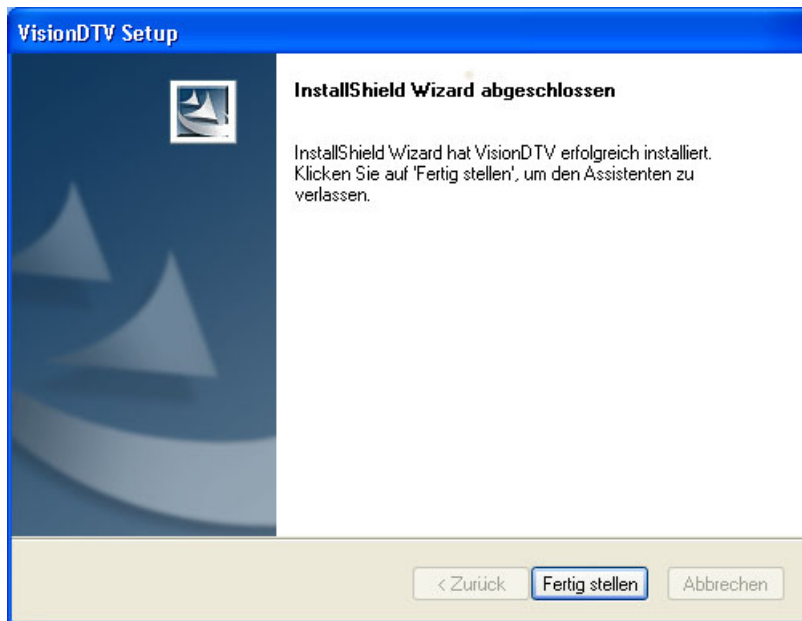 VisionDTV Setup
InstallShield Wizard abgeschlossen
InstallShield Wizard hat VisionDTV erfolgreich installiert.
Klicken Sie auf 'Fertig stellen', um den Assistenten zu
verlassen.
< Zurück Fertig stellen Abbrechen